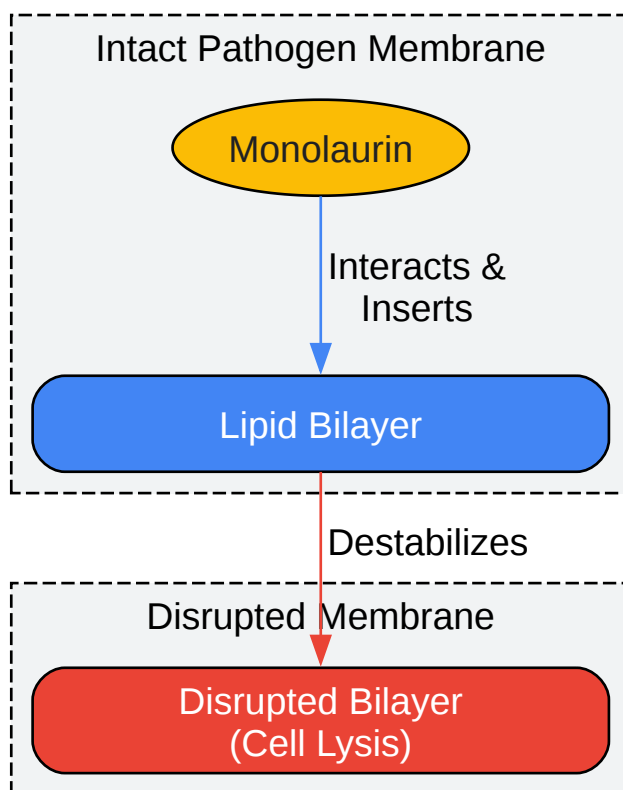 Intact Pathogen Membrane
Monolaurin
Interacts &
Inserts
Lipid Bilayer
Destabilizes
Disrupted Membrane
Disrupted Bilayer
(Cell Lysis)